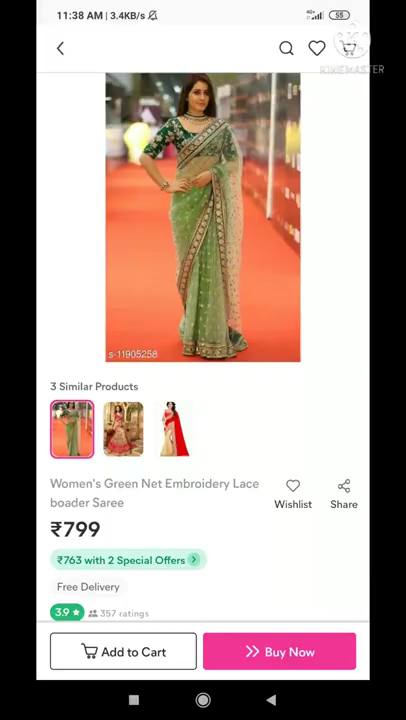 11:38 AM | 3.4KB/s
4G+
55
KINEMASTER
s-11905258
3 Similar Products
Women's Green Net Embroidery Lace
boader Saree
Wishlist
Share
₹799
₹763 with 2 Special Offers
Free Delivery
3.9 ★
357 ratings
Add to Cart
Buy Now